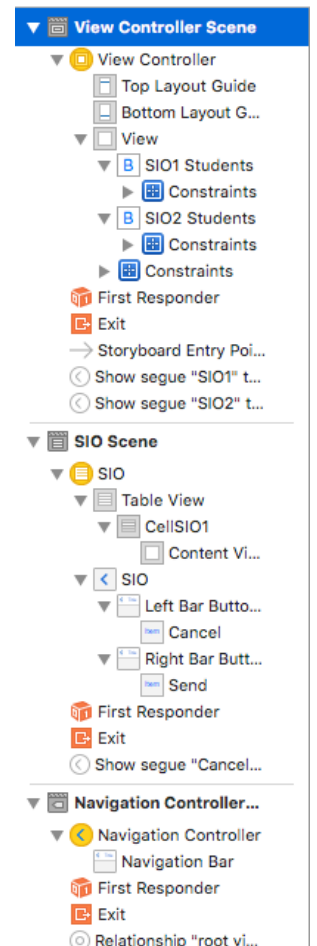 View Controller Scene
View Controller
Top Layout Guide
Bottom Layout G...
View
B SIO1 Students
Constraints
B SIO2 Students
Constraints
Constraints
First Responder
Exit
Storyboard Entry Poi...
Show segue "SIO1" t...
Show segue "SIO2" t...
SIO Scene
SIO
Table View
CellSIO1
Content Vi...
SIO
Left Bar Butto...
Item Cancel
Right Bar Butt...
Item Send
First Responder
Exit
Show segue "Cancel...
Navigation Controller...
Navigation Controller
Navigation Bar
First Responder
Exit
Relationship "root vi...